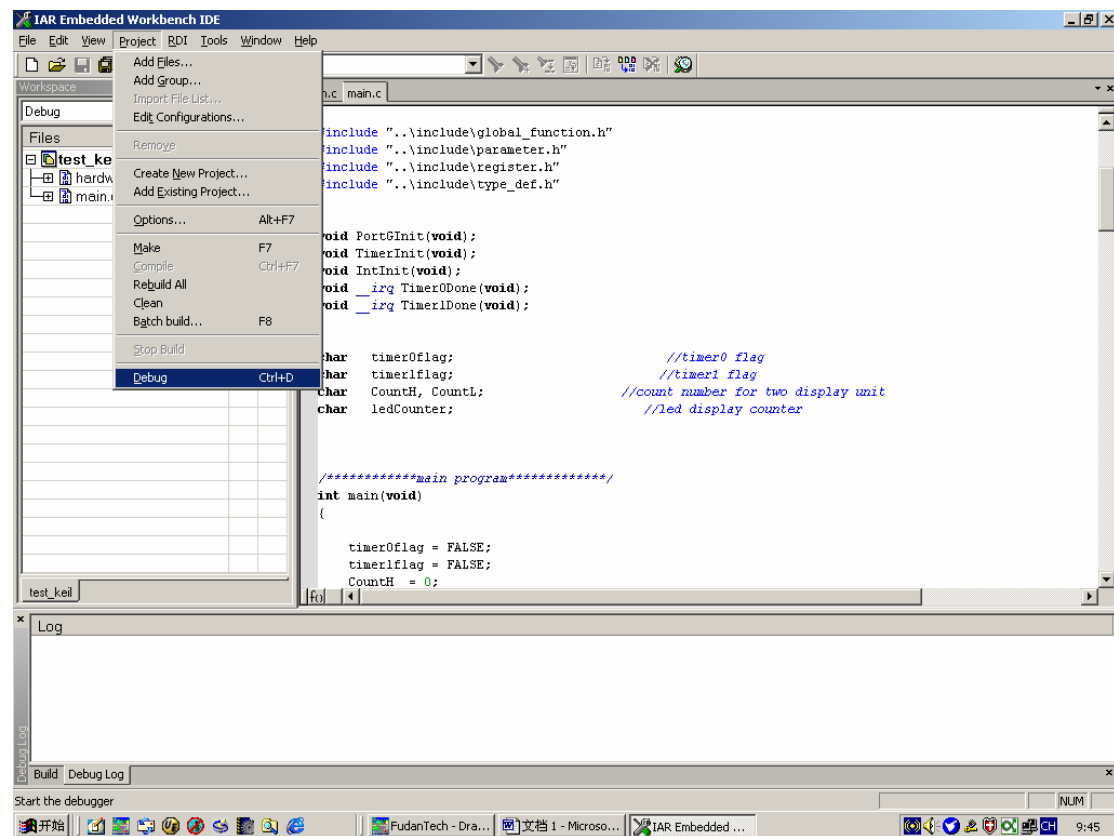 IAR Embedded Workbench IDE
File Edit View Project RDI Tools Window Help
Workspace
Debug
Files
test_ke
hardw
main.
test_keil
Add Files...
Add Group...
Import File List...
Edit Configurations...
Remove
Create New Project...
Add Existing Project...
Options... Alt+F7
Make F7
Compile Ctrl+F7
Rebuild All
Clean
Batch build... F8
Stop Build
Debug Ctrl+D
n.c main.c
#include "..\include\global_function.h"
#include "..\include\parameter.h"
#include "..\include\register.h"
#include "..\include\type_def.h"
void PortGInit(void);
void TimerInit(void);
void IntInit(void);
void __irq Timer0Done(void);
void __irq Timer1Done(void);
char timer0flag; //timer0 flag
char timer1flag; //timer1 flag
char CountH, CountL; //count number for two display unit
char ledCounter; //led display counter
/************main program*************/
int main(void)
{
timer0flag = FALSE;
timer1flag = FALSE;
CountH = 0;
f()
Log
Debug Log
Build Debug Log
Start the debugger NUM
开始 FudanTech - Dra... 文档 1 - Microso... IAR Embedded ... CH 9:45